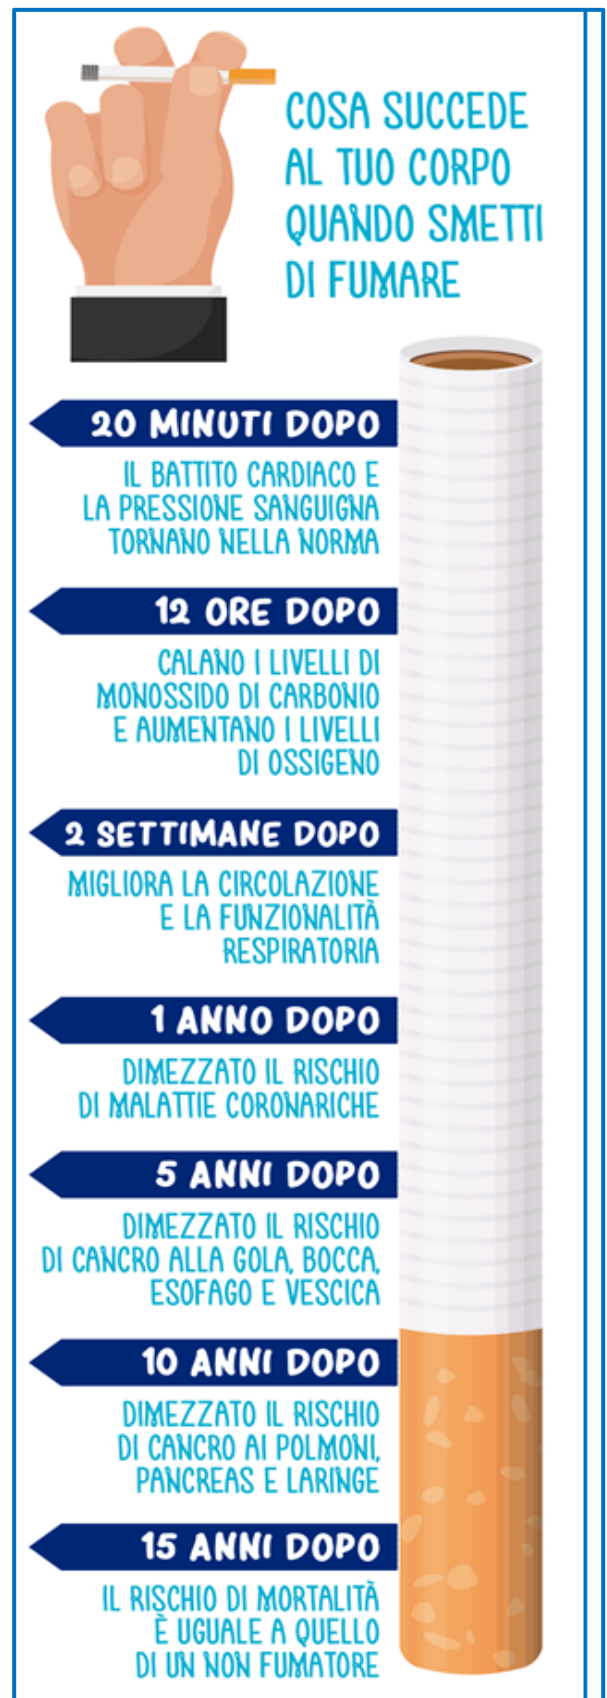 COSA SUCCEDE
AL TUO CORPO
QUANDO SMETTI
DI FUMARE
20 MINUTI DOPO
IL BATTITO CARDIACO E
LA PRESSIONE SANGUIGNA
TORNANO NELLA NORMA
12 ORE DOPO
CALANO I LIVELLI DI
MONOSSIDO DI CARBONIO
E AUMENTANO I LIVELLI
DI OSSIGENO
2 SETTIMANE DOPO
MIGLIORA LA CIRCOLAZIONE
E LA FUNZIONALITÀ
RESPIRATORIA
1 ANNO DOPO
DIMEZZATO IL RISCHIO
DI MALATTIE CORONARICHE
5 ANNI DOPO
DIMEZZATO IL RISCHIO
DI CANCRO ALLA GOLA, BOCCA,
ESOFAGO E VESCICA
10 ANNI DOPO
DIMEZZATO IL RISCHIO
DI CANCRO AI POLMONI,
PANCREAS E LARINGE
15 ANNI DOPO
IL RISCHIO DI MORTALITÀ
È UGUALE A QUELLO
DI UN NON FUMATORE